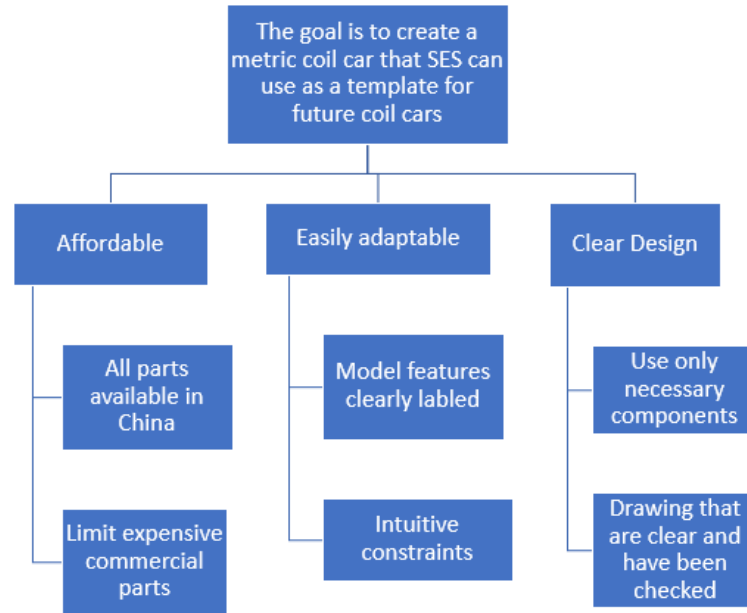 The goal is to create a
metric coil car that SES can
use as a template for
future coil cars
Affordable
Easily adaptable
Clear Design
All parts
available in
China
Model features
clearly labled
Use only
necessary
components
Limit expensive
commercial
parts
Intuitive
constraints
Drawing that
are clear and
have been
checked